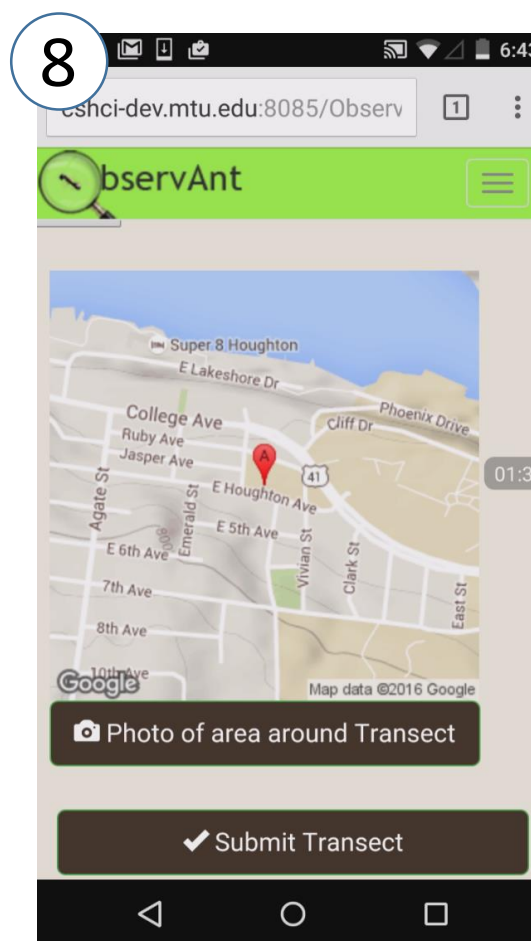 8
6:43
cshci-dev.mtu.edu:8085/Observ
1
bservAnt
Super 8 Houghton
E Lakeshore Dr
College Ave
Phoenix Drive
Cliff Dr
Ruby Ave
Jasper Ave
A
41
01:3
E Houghton Ave
Agate St
Emerald St
E 5th Ave
800
Vivian St
E 6th Ave
Clark St
7th Ave
East St
8th Ave
10th Ave
Google
Map data ©2016 Google
Photo of area around Transect
Submit Transect